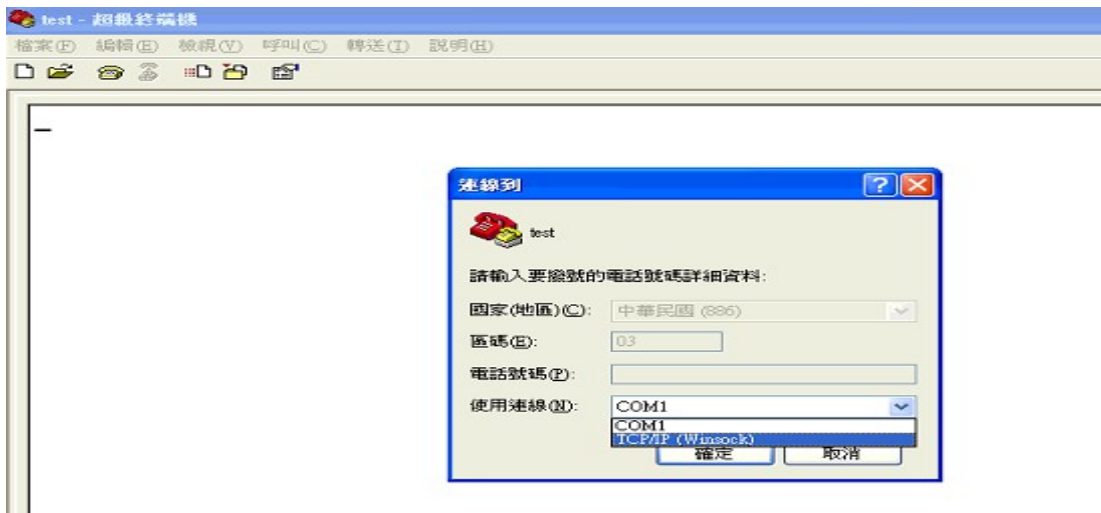 test - 超級終端機
檔案(F) 編輯(E) 檢視(V) 呼叫(C) 轉送(T) 說明(H)
連線到
test
請輸入要撥號的電話號碼詳細資料:
國家(地區)(C): 中華民國 (886)
區碼(E): 03
電話號碼(P):
使用連線(N): COM1
COM1
TCP/IP (Winsock)
確定 取消